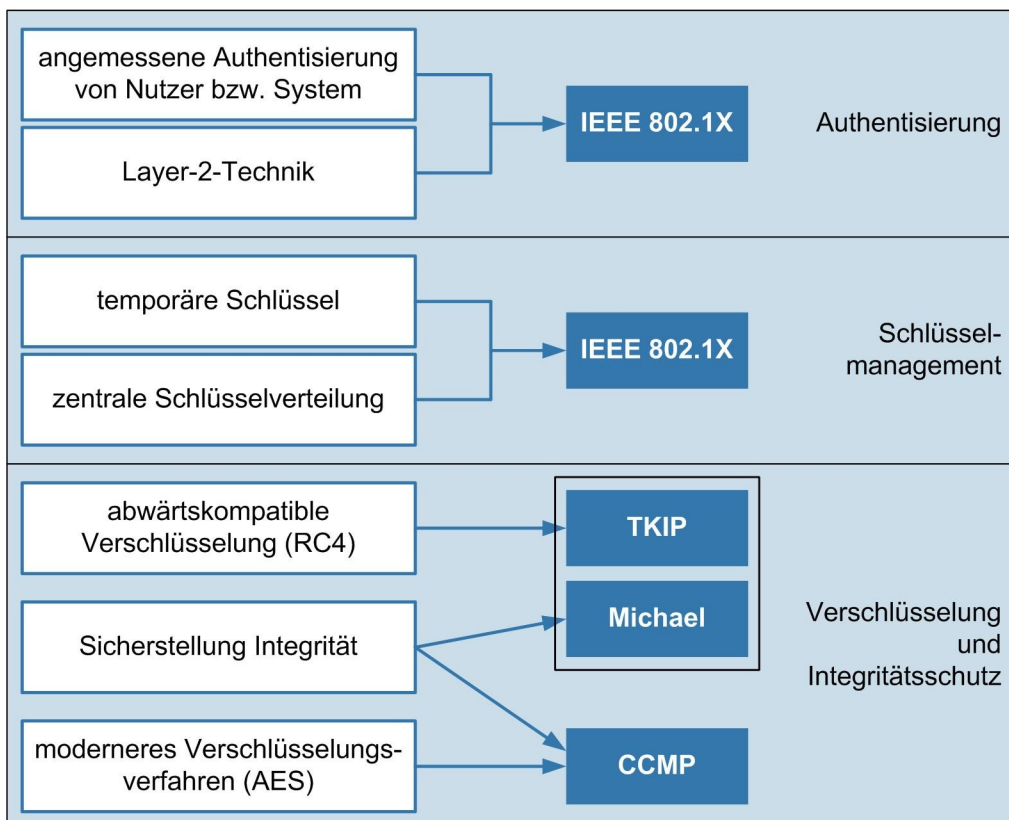 angemessene Authentisierung
von Nutzer bzw. System
Layer-2-Technik
IEEE 802.1X
Authentisierung
temporäre Schlüssel
zentrale Schlüsselverteilung
IEEE 802.1X
Schlüssel-
management
abwärtskompatible
Verschlüsselung (RC4)
TKIP
Sicherstellung Integrität
Michael
Verschlüsselung
und
Integritätsschutz
moderneres Verschlüsselungs-
verfahren (AES)
CCMP